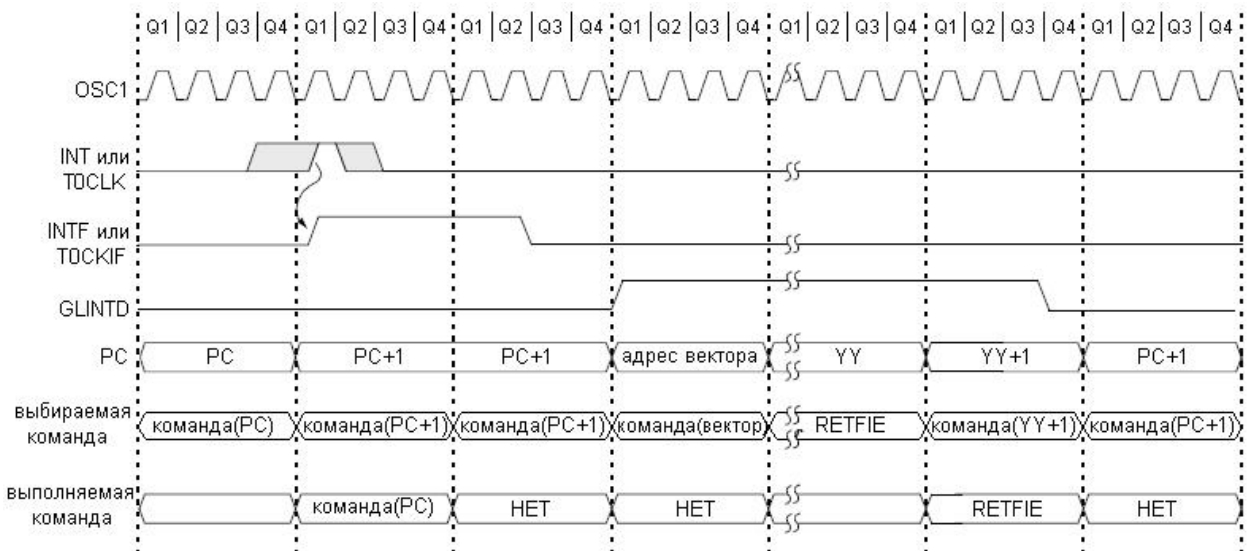 Q1 Q2 Q3 Q4 Q1 Q2 Q3 Q4 Q1 Q2 Q3 Q4 Q1 Q2 Q3 Q4 Q1 Q2 Q3 Q4 Q1 Q2 Q3 Q4 Q1 Q2 Q3 Q4
OSC1
INT или
T0CLK
INTF или
T0CKIF
GLINTD
PC PC PC+1 PC+1 адрес вектора YY YY+1 PC+1
выбираемая
команда
команда(PC) команда(PC+1) команда(PC+1) команда(вектор) RETFIE команда(YY+1) команда(PC+1)
выполняемая
команда
команда(PC) НЕТ НЕТ RETFIE НЕТ